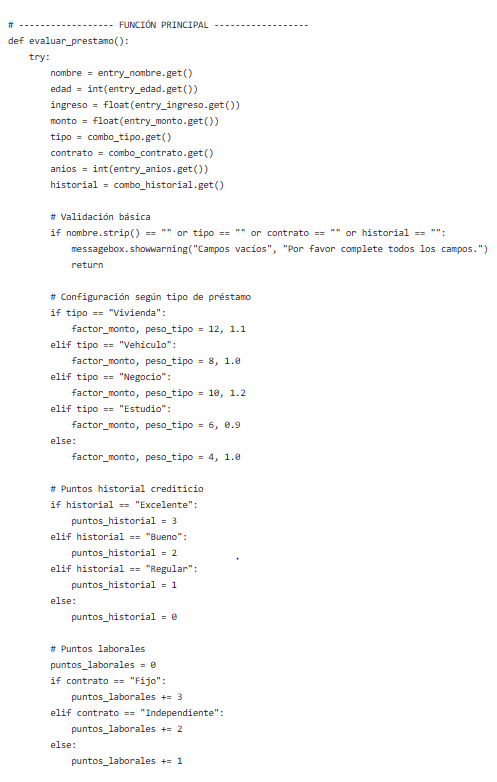 # ------------------ FUNCIÓN PRINCIPAL ------------------
def evaluar_prestamo():
    try:
        nombre = entry_nombre.get()
        edad = int(entry_edad.get())
        ingreso = float(entry_ingreso.get())
        monto = float(entry_monto.get())
        tipo = combo_tipo.get()
        contrato = combo_contrato.get()
        anios = int(entry_anios.get())
        historial = combo_historial.get()

        # Validación básica
        if nombre.strip() == "" or tipo == "" or contrato == "" or historial == "":
            messagebox.showwarning("Campos vacíos", "Por favor complete todos los campos.")
            return

        # Configuración según tipo de préstamo
        if tipo == "Vivienda":
            factor_monto, peso_tipo = 12, 1.1
        elif tipo == "Vehículo":
            factor_monto, peso_tipo = 8, 1.0
        elif tipo == "Negocio":
            factor_monto, peso_tipo = 10, 1.2
        elif tipo == "Estudio":
            factor_monto, peso_tipo = 6, 0.9
        else:
            factor_monto, peso_tipo = 4, 1.0

        # Puntos historial crediticio
        if historial == "Excelente":
            puntos_historial = 3
        elif historial == "Bueno":
            puntos_historial = 2
        elif historial == "Regular":
            puntos_historial = 1
        else:
            puntos_historial = 0

        # Puntos laborales
        puntos_laborales = 0
        if contrato == "Fijo":
            puntos_laborales += 3
        elif contrato == "Independiente":
            puntos_laborales += 2
        else:
            puntos_laborales += 1